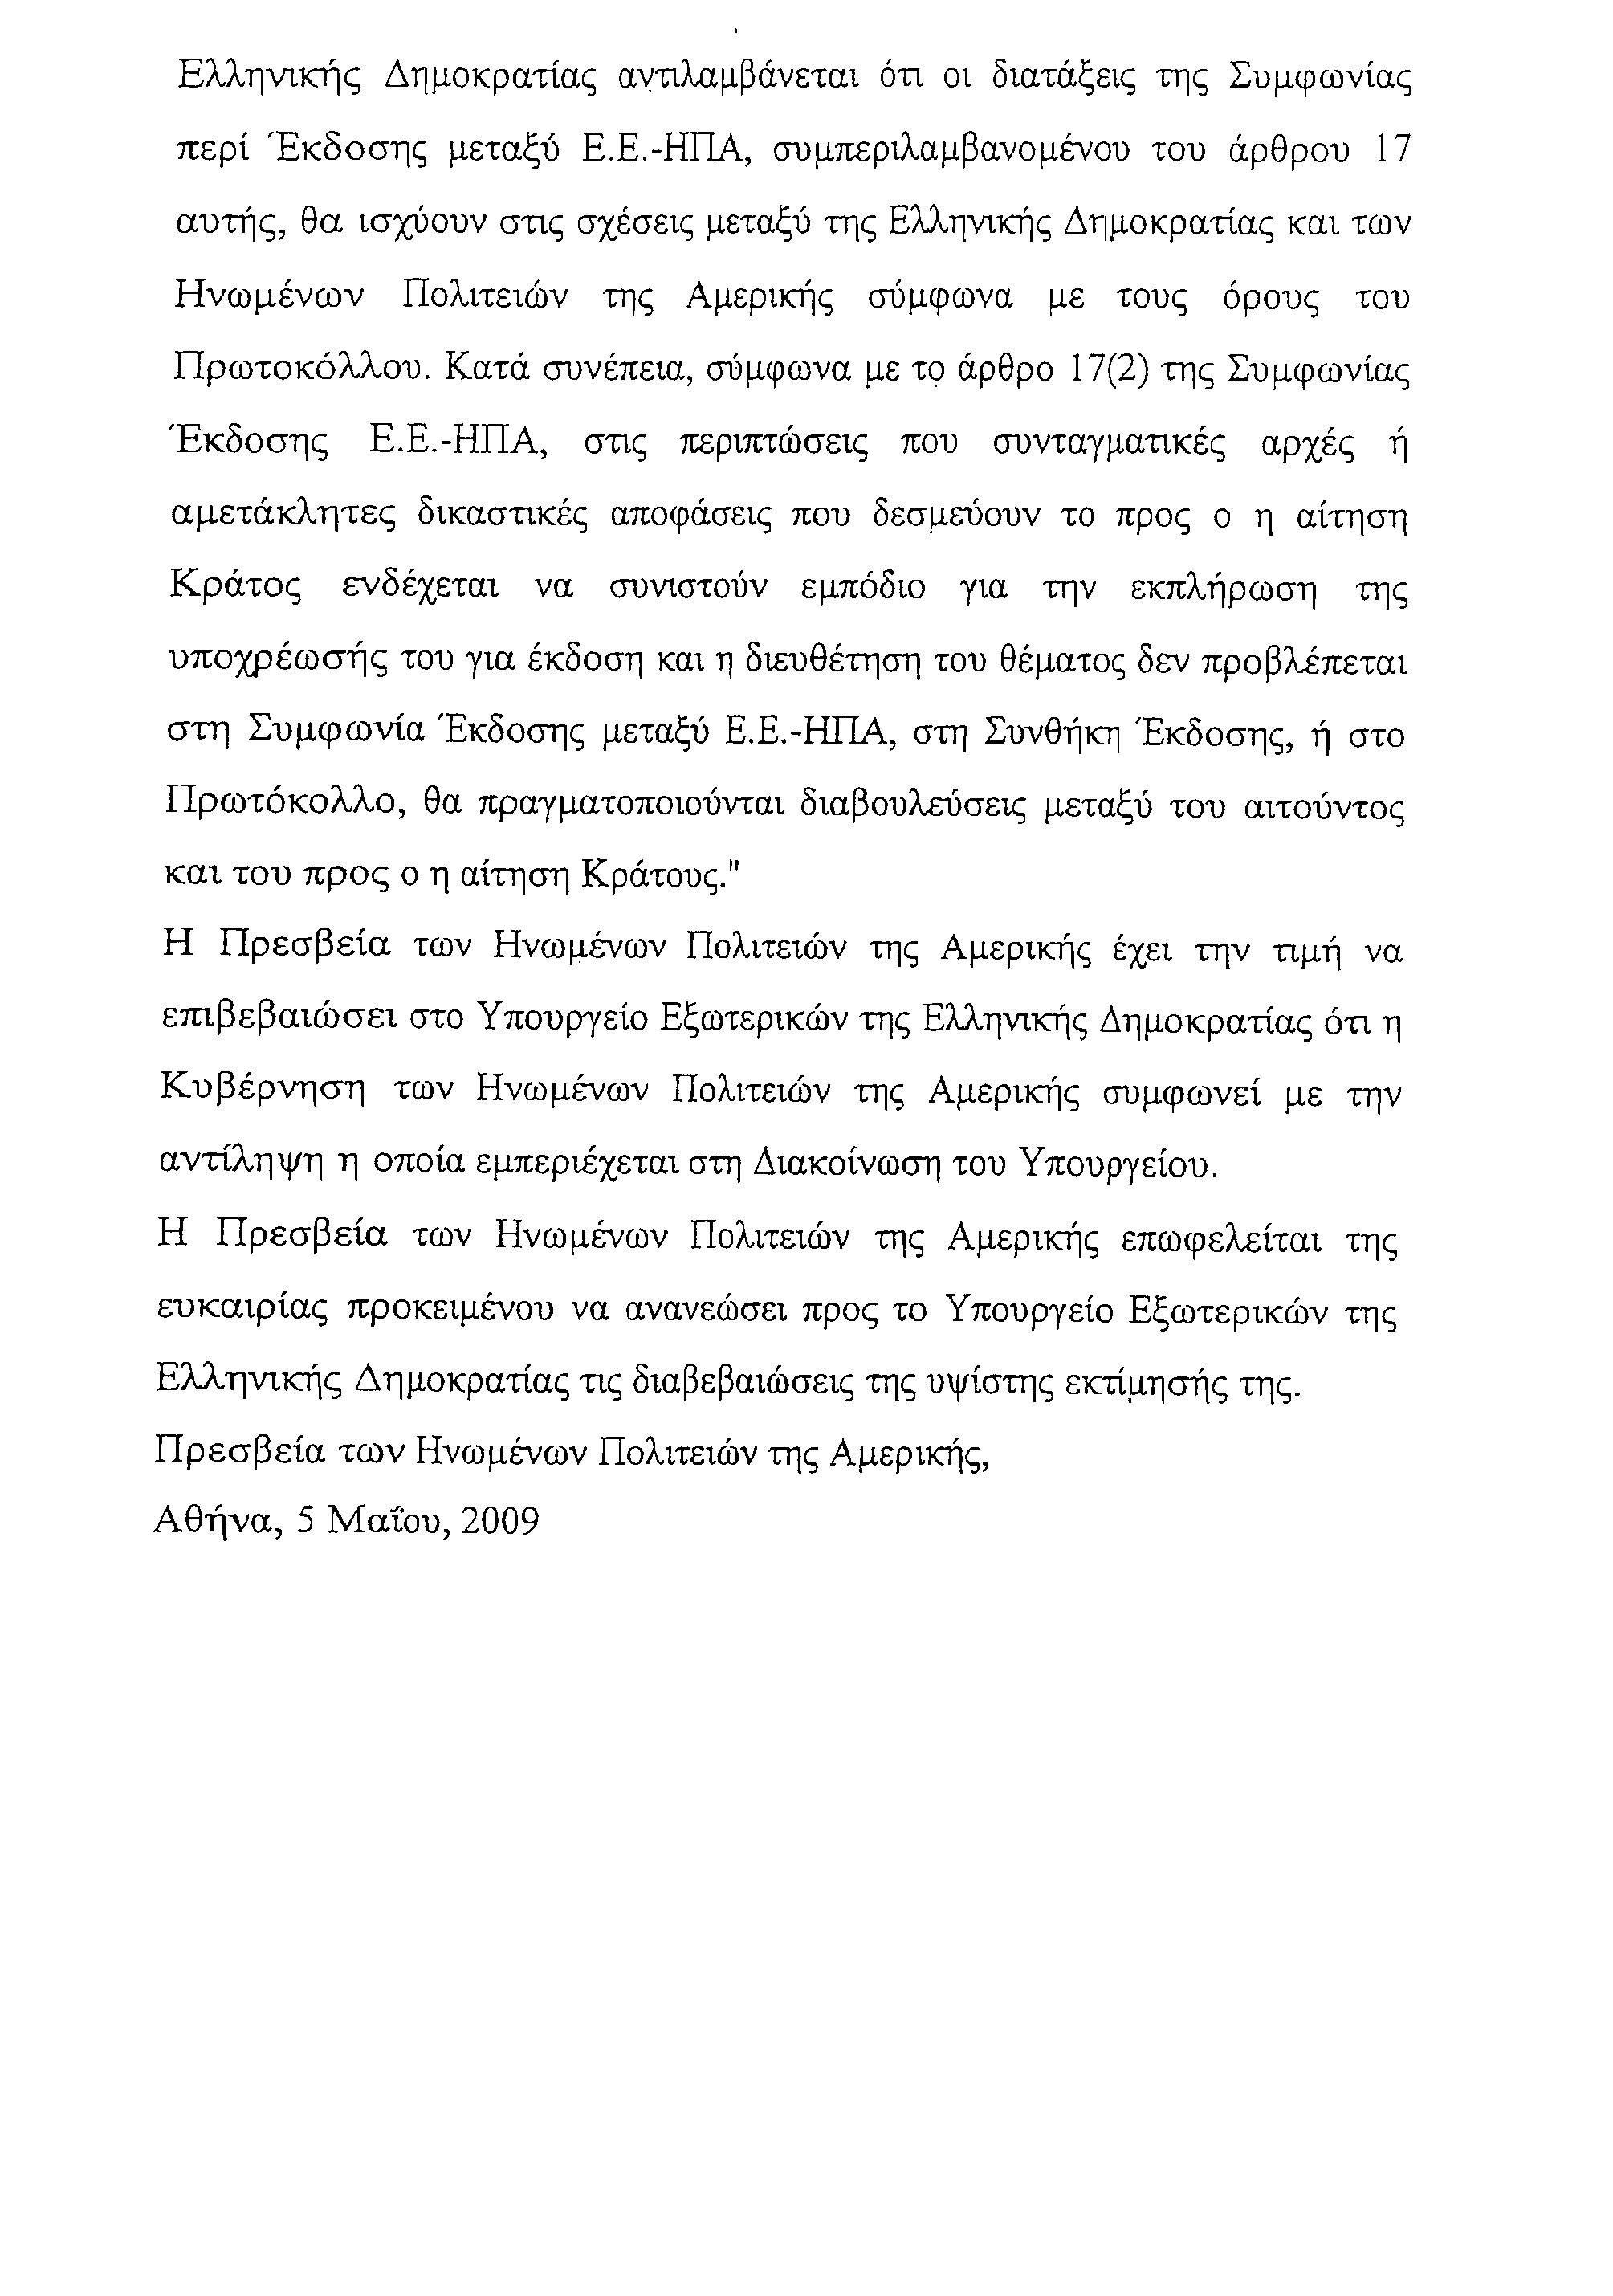 Ελληνικής Δημοκρατίας αντιλαμβάνεται ότι οι διατάξεις της Συμφωνίας
περί Έκδοσης μεταξύ Ε.Ε.-ΗΠΑ, συμπεριλαμβανομένου του άρθρου 17
αυτής, θα ισχύουν στις σχέσεις μεταξύ της Ελληνικής Δημοκρατίας και των
Ηνωμένων Πολιτειών της Αμερικής σύμφωνα με τους όρους του
Πρωτοκόλλου. Κατά συνέπεια, σύμφωνα με το άρθρο 17(2) της Συμφωνίας
Έκδοσης Ε.Ε.-ΗΠΑ, στις περιπτώσεις που συνταγματικές αρχές ή
αμετάκλητες δικαστικές αποφάσεις που δεσμεύουν το προς ο η αίτηση
Κράτος ενδέχεται να συνιστούν εμπόδιο για την εκπλήρωση της
υποχρέωσής του για έκδοση και η διευθέτηση του θέματος δεν προβλέπεται
στη Συμφωνία Έκδοσης μεταξύ Ε.Ε.-ΗΠΑ, στη Συνθήκη Έκδοσης, ή στο
Πρωτόκολλο, θα πραγματοποιούνται διαβουλεύσεις μεταξύ του αιτούντος
και του προς ο η αίτηση Κράτους."
Η Πρεσβεία των Ηνωμένων Πολιτειών της Αμερικής έχει την τιμή να
επιβεβαιώσει στο Υπουργείο Εξωτερικών της Ελληνικής Δημοκρατίας ότι η
Κυβέρνηση των Ηνωμένων Πολιτειών της Αμερικής συμφωνεί με την
αντίληψη η οποία εμπεριέχεται στη Διακοίνωση του Υπουργείου.
Η Πρεσβεία των Ηνωμένων Πολιτειών της Αμερικής επωφελείται της
ευκαιρίας προκειμένου να ανανεώσει προς το Υπουργείο Εξωτερικών της
Ελληνικής Δημοκρατίας τις διαβεβαιώσεις της υψίστης εκτίμησής της.
Πρεσβεία των Ηνωμένων Πολιτειών της Αμερικής,
Αθήνα, 5 Μαΐου, 2009